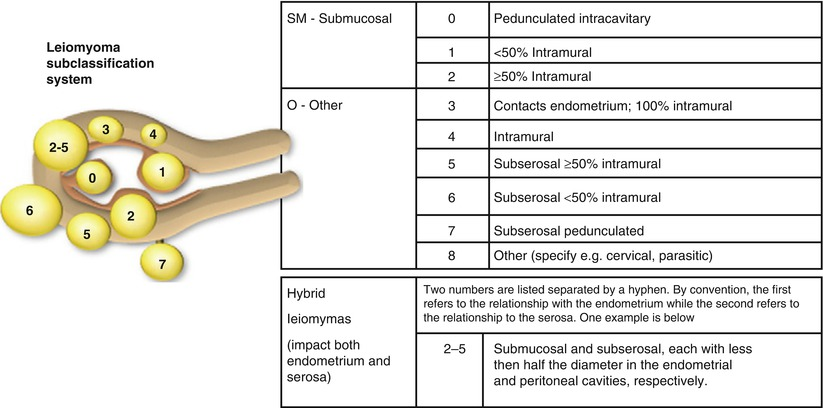 Leiomyoma
subclassification
system
3
4
2-5
1
0
6
2
5
7
SM - Submucosal
0
Pedunculated intracavitary
1
<50% Intramural
2
≥50% Intramural
O - Other
3
Contacts endometrium; 100% intramural
4
Intramural
5
Subserosal ≥50% intramural
6
Subserosal <50% intramural
7
Subserosal pedunculated
8
Other (specify e.g. cervical, parasitic)
Hybrid
leiomymas
(impact both
endometrium and
serosa)
Two numbers are listed separated by a hyphen. By convention, the first
refers to the relationship with the endometrium while the second refers to
the relationship to the serosa. One example is below
2–5
Submucosal and subserosal, each with less
then half the diameter in the endometrial
and peritoneal cavities, respectively.